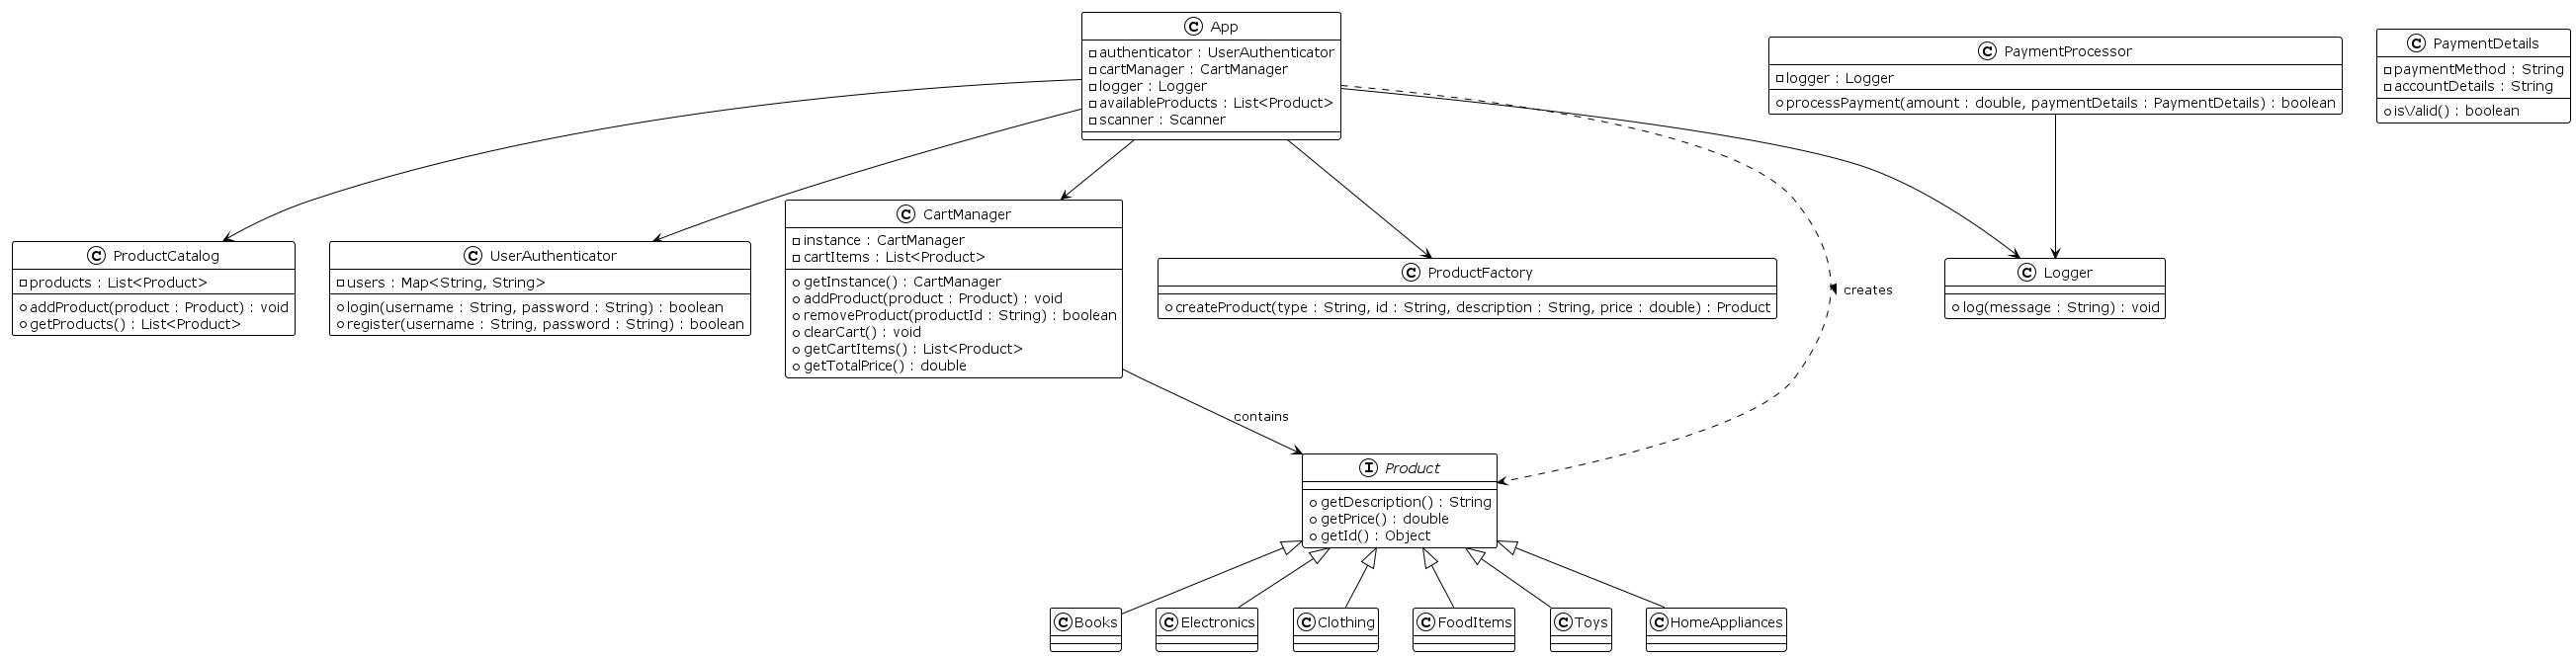 C App
authenticator : UserAuthenticator
cartManager : CartManager
logger : Logger
availableProducts : List<Product>
scanner : Scanner
C PaymentProcessor
logger : Logger
processPayment(amount : double, paymentDetails : PaymentDetails) : boolean
C PaymentDetails
paymentMethod : String
accountDetails : String
isValid() : boolean
C ProductCatalog
products : List<Product>
addProduct(product : Product) : void
getProducts() : List<Product>
C UserAuthenticator
users : Map<String, String>
login(username : String, password : String) : boolean
register(username : String, password : String) : boolean
C CartManager
instance : CartManager
cartItems : List<Product>
getInstance() : CartManager
addProduct(product : Product) : void
removeProduct(productId : String) : boolean
clearCart() : void
getCartItems() : List<Product>
getTotalPrice() : double
C ProductFactory
createProduct(type : String, id : String, description : String, price : double) : Product
creates
C Logger
log(message : String) : void
contains
I Product
getDescription() : String
getPrice() : double
getId() : Object
C Books
C Electronics
C Clothing
C FoodItems
C Toys
C HomeAppliances